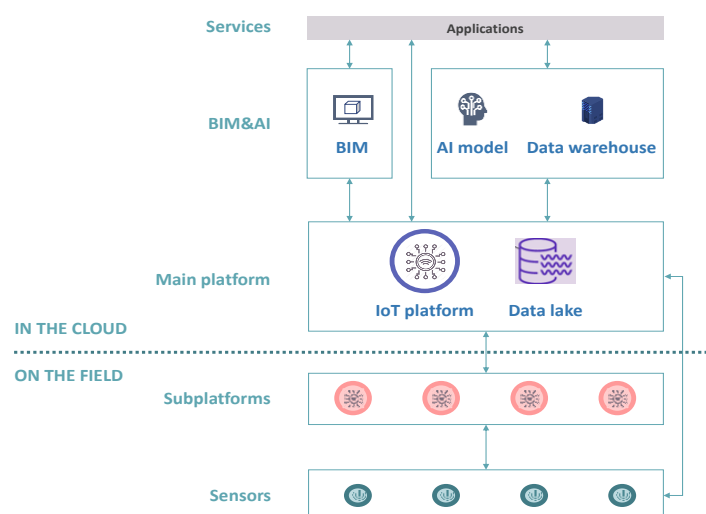 Services
Applications
BIM&AI
BIM
AI model
Data warehouse
Main platform
IoT platform
Data lake
IN THE CLOUD
ON THE FIELD
Subplatforms
Sensors